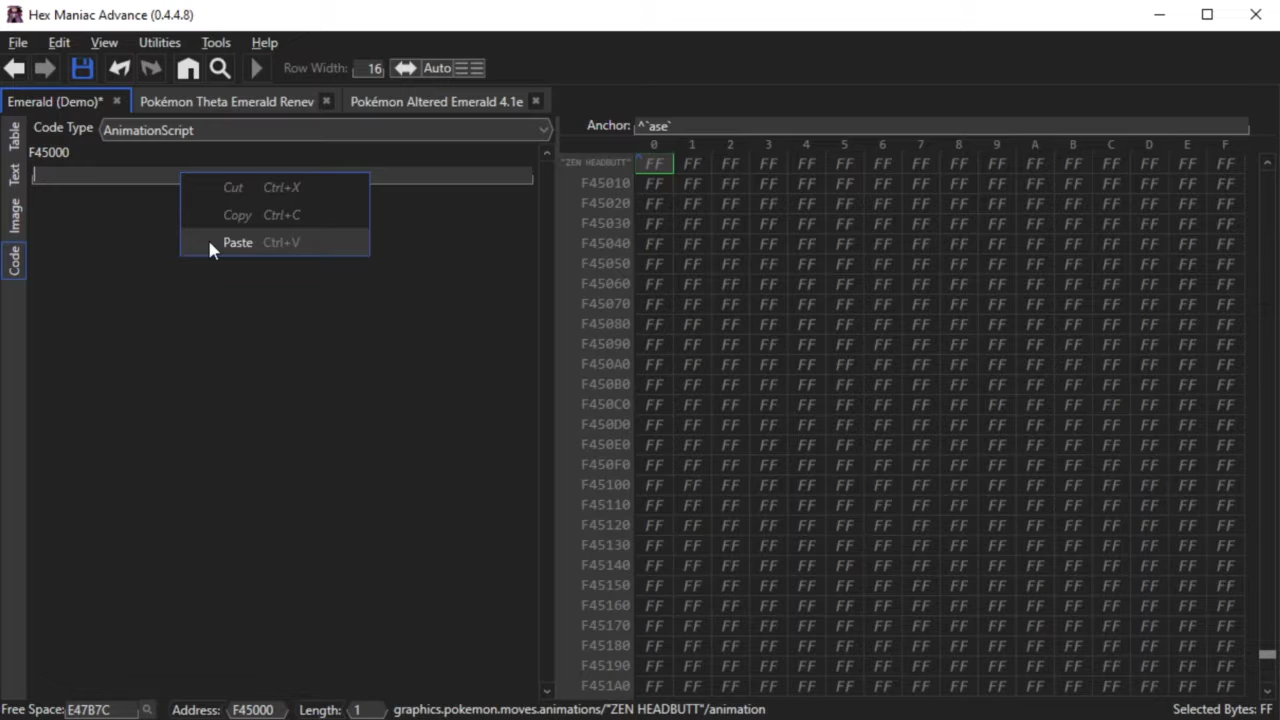 Hex Maniac Advance (0.4.4.8)
File Edit View Utilities Tools Help
Row Width: 16 Auto
Emerald (Demo)* Pokémon Theta Emerald Renev Pokémon Altered Emerald 4.1e
Code Type AnimationScript
Anchor: ^`ase`
Table
Text
Image
Code
F45000
Cut Ctrl+X
Copy Ctrl+C
Paste Ctrl+V
0 1 2 3 4 5 6 7 8 9 A B C D E F
"ZEN HEADBUTT" FF FF FF FF FF FF FF FF FF FF FF FF FF FF FF FF
F45010 FF FF FF FF FF FF FF FF FF FF FF FF FF FF FF FF
F45020 FF FF FF FF FF FF FF FF FF FF FF FF FF FF FF FF
F45030 FF FF FF FF FF FF FF FF FF FF FF FF FF FF FF FF
F45040 FF FF FF FF FF FF FF FF FF FF FF FF FF FF FF FF
F45050 FF FF FF FF FF FF FF FF FF FF FF FF FF FF FF FF
F45060 FF FF FF FF FF FF FF FF FF FF FF FF FF FF FF FF
F45070 FF FF FF FF FF FF FF FF FF FF FF FF FF FF FF FF
F45080 FF FF FF FF FF FF FF FF FF FF FF FF FF FF FF FF
F45090 FF FF FF FF FF FF FF FF FF FF FF FF FF FF FF FF
F450A0 FF FF FF FF FF FF FF FF FF FF FF FF FF FF FF FF
F450B0 FF FF FF FF FF FF FF FF FF FF FF FF FF FF FF FF
F450C0 FF FF FF FF FF FF FF FF FF FF FF FF FF FF FF FF
F450D0 FF FF FF FF FF FF FF FF FF FF FF FF FF FF FF FF
F450E0 FF FF FF FF FF FF FF FF FF FF FF FF FF FF FF FF
F450F0 FF FF FF FF FF FF FF FF FF FF FF FF FF FF FF FF
F45100 FF FF FF FF FF FF FF FF FF FF FF FF FF FF FF FF
F45110 FF FF FF FF FF FF FF FF FF FF FF FF FF FF FF FF
F45120 FF FF FF FF FF FF FF FF FF FF FF FF FF FF FF FF
F45130 FF FF FF FF FF FF FF FF FF FF FF FF FF FF FF FF
F45140 FF FF FF FF FF FF FF FF FF FF FF FF FF FF FF FF
F45150 FF FF FF FF FF FF FF FF FF FF FF FF FF FF FF FF
F45160 FF FF FF FF FF FF FF FF FF FF FF FF FF FF FF FF
F45170 FF FF FF FF FF FF FF FF FF FF FF FF FF FF FF FF
F45180 FF FF FF FF FF FF FF FF FF FF FF FF FF FF FF FF
F45190 FF FF FF FF FF FF FF FF FF FF FF FF FF FF FF FF
F451A0 FF FF FF FF FF FF FF FF FF FF FF FF FF FF FF FF
Free Space: E47B7C Address: F45000 Length: 1 graphics.pokemon.moves.animations/"ZEN HEADBUTT"/animation Selected Bytes: FF